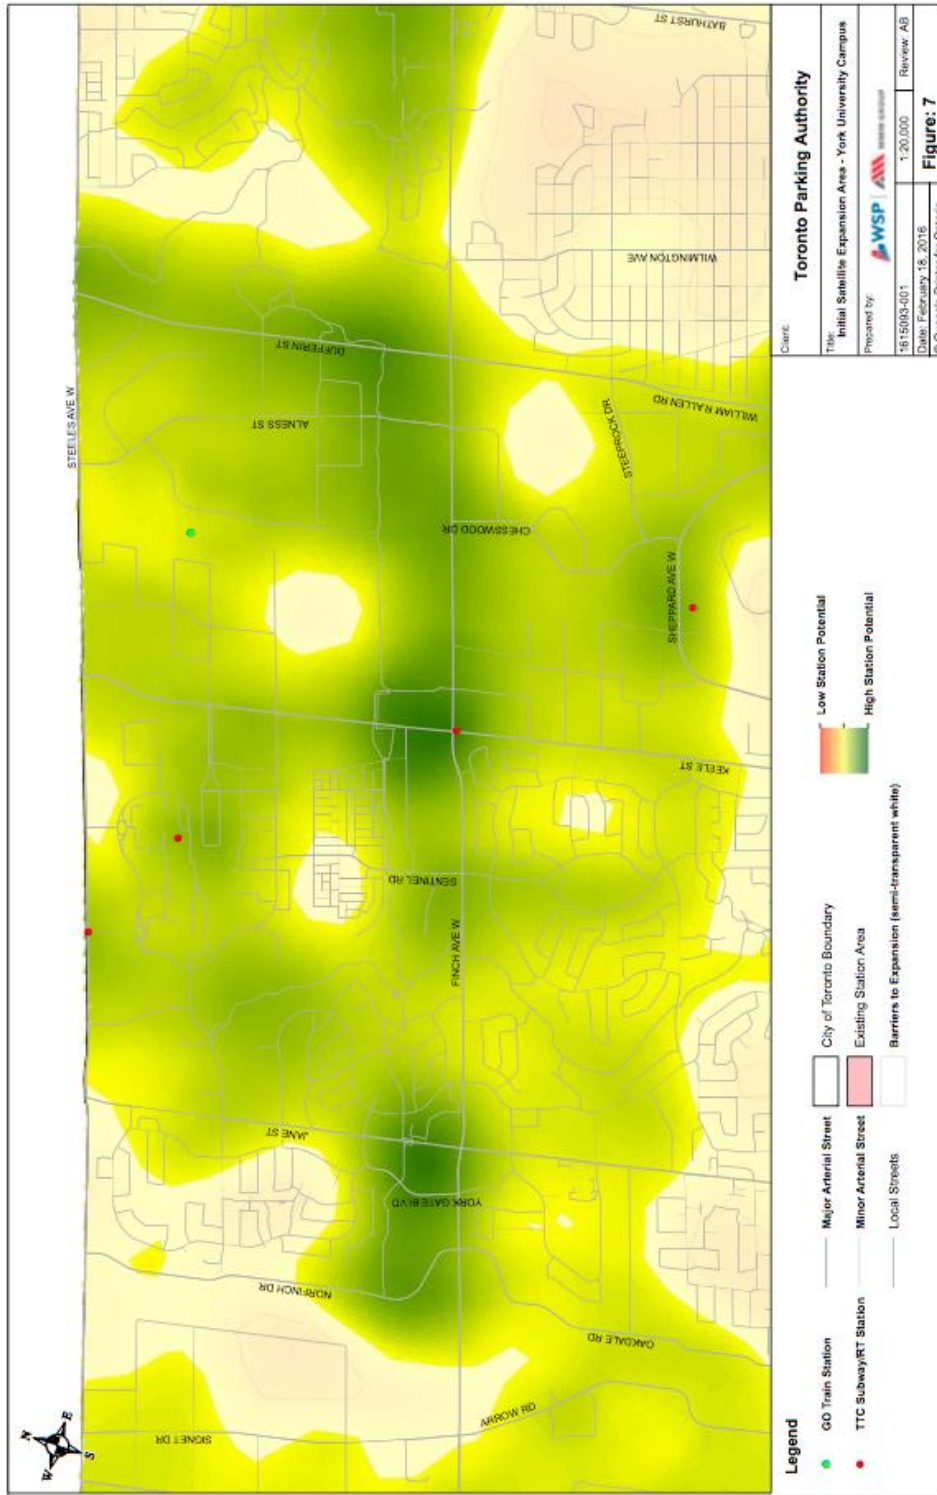 N
W
E
S
STEELES AVE W
BATHURST ST
DUFFERIN ST
ALNESS ST
WILMINGTON AVE
WILLIAM R ALLEN RD
STEEPROCK DR
CHESSWOOD DR
SHEPPARD AVE W
KEELE ST
SENTINEL RD
FINCH AVE W
JANE ST
YORK GATE BLVD
NORFINCH DR
OAKDALE RD
ARROW RD
SIGNET DR
Legend
GO Train Station
TTC Subway/RT Station
Major Arterial Street
Minor Arterial Street
Local Streets
City of Toronto Boundary
Existing Station Area
Barriers to Expansion (semi-transparent white)
Low Station Potential
High Station Potential
Client:
Toronto Parking Authority
Title:
Initial Satellite Expansion Area - York University Campus
Prepared by:
WSP
1615093-001
1:20,000
Review: AB
Date: February 18, 2016
Figure: 7